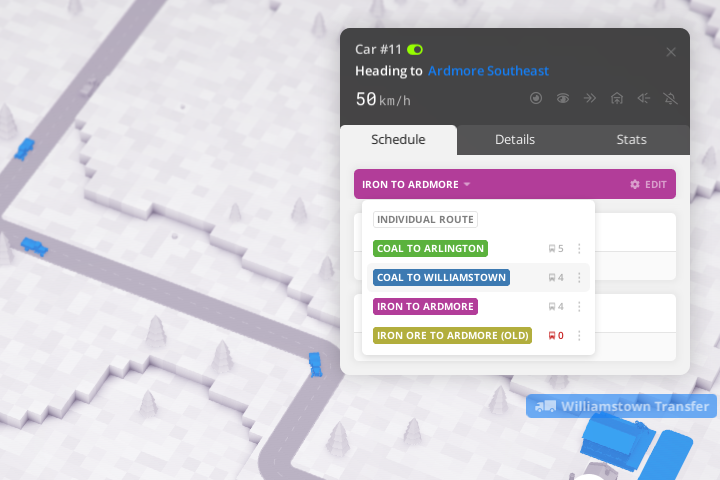 Car #11
Heading to Ardmore Southeast
50 km/h
Schedule Details Stats
IRON TO ARDMORE EDIT
INDIVIDUAL ROUTE
COAL TO ARLINGTON 5
COAL TO WILLIAMSTOWN 4
IRON TO ARDMORE 4
IRON ORE TO ARDMORE (OLD) 0
Williamstown Transfer